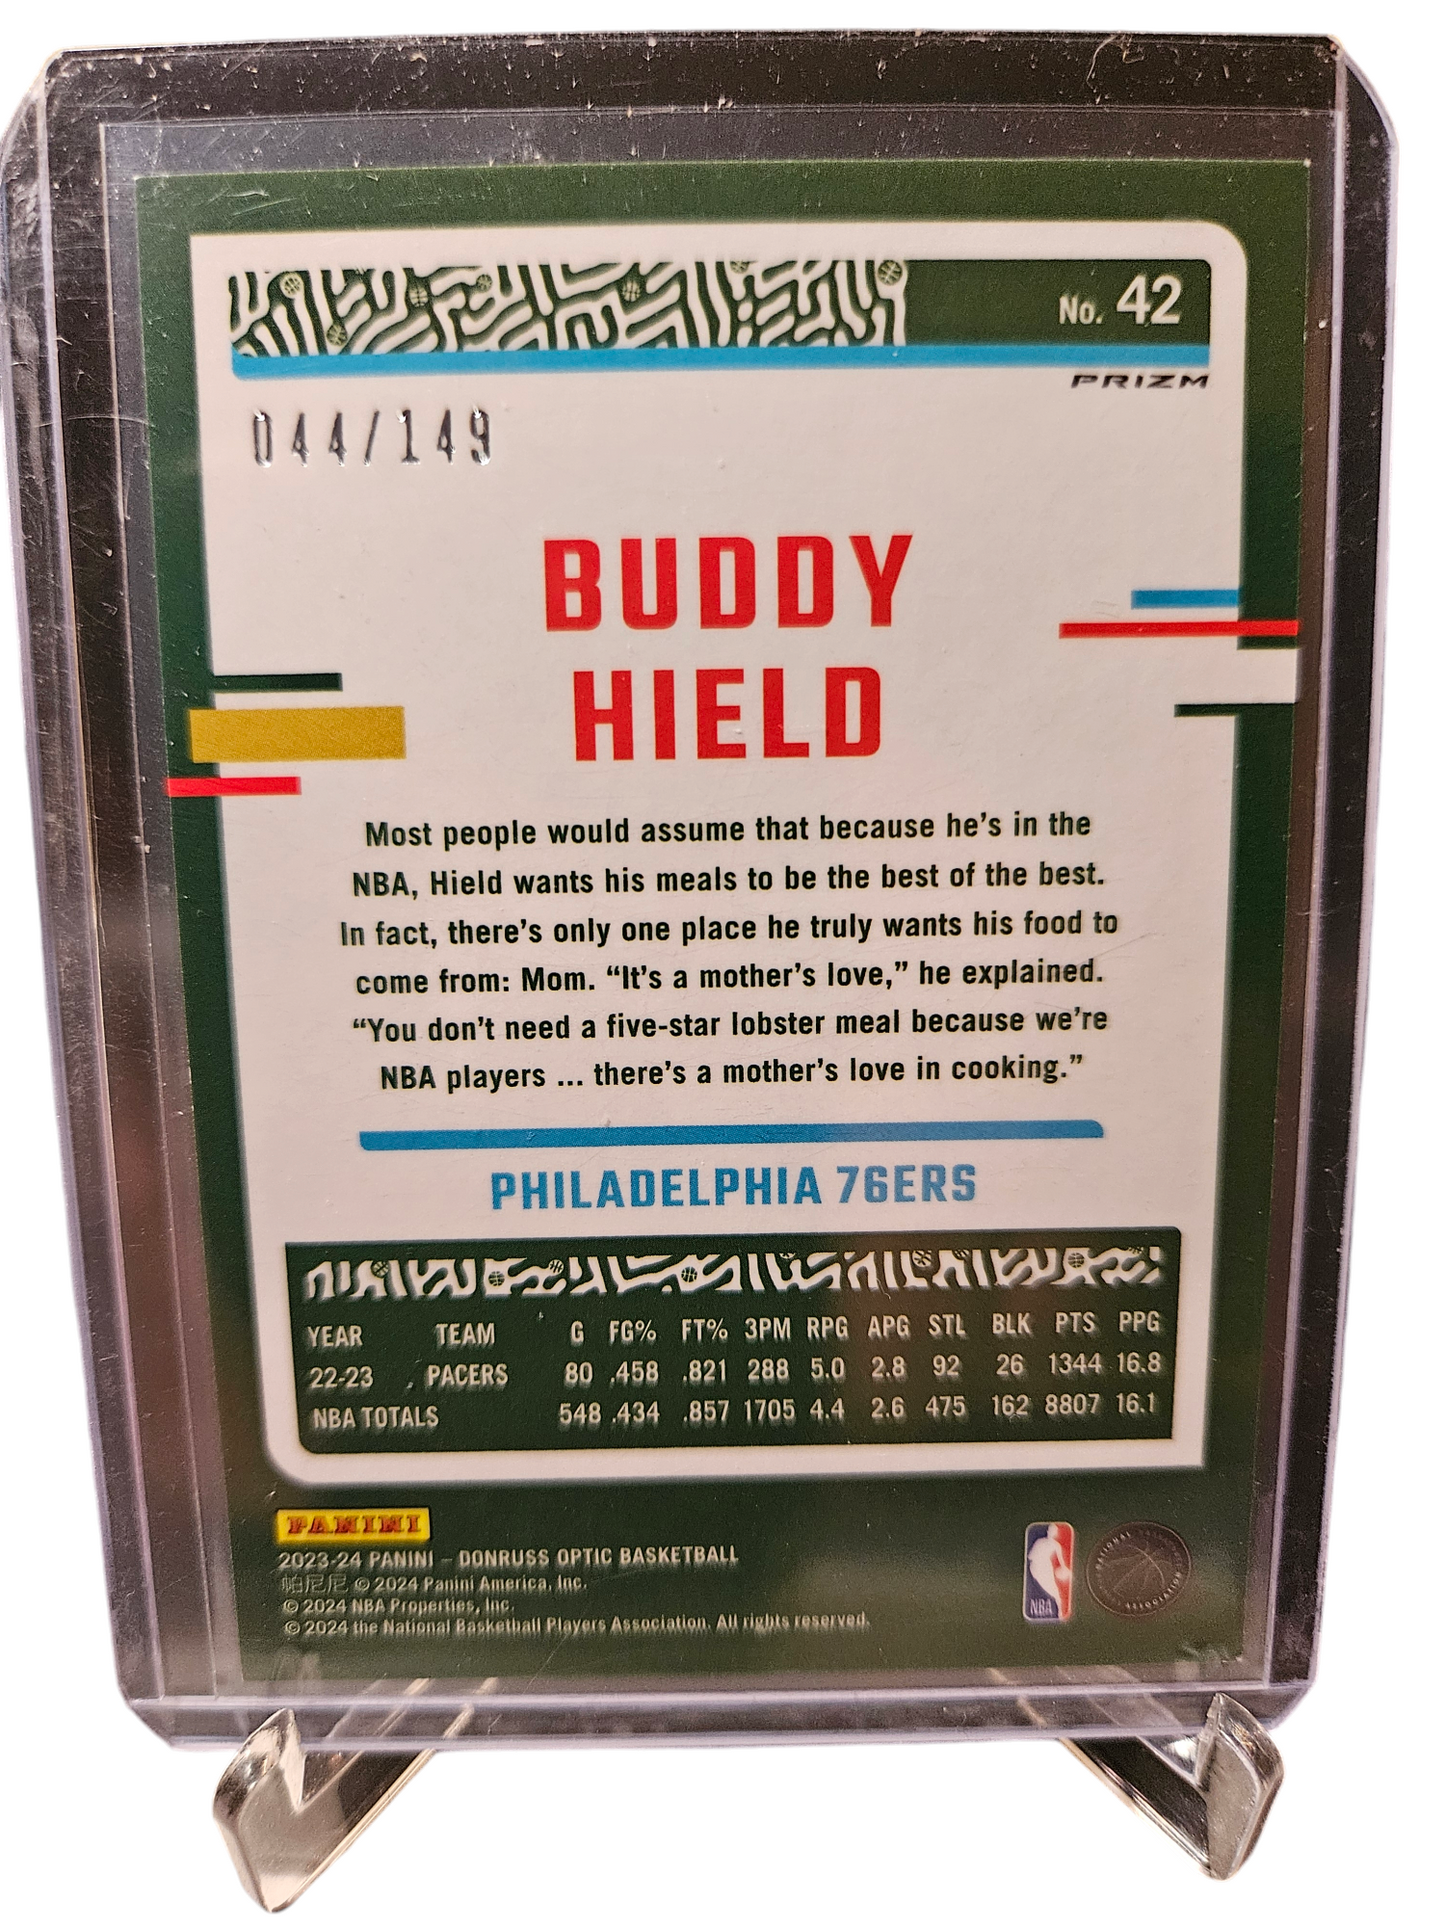 No. 42
PRIZM
044/149
BUDDY
HIELD
Most people would assume that because he's in the
NBA, Hield wants his meals to be the best of the best.
In fact, there's only one place he truly wants his food to
come from: Mom. “It's a mother's love,” he explained.
“You don't need a five-star lobster meal because we're
NBA players ... there's a mother's love in cooking.”
PHILADELPHIA 76ERS
YEAR TEAM G FG% FT% 3PM RPG APG STL BLK PTS PPG
22-23 PACERS 80 .458 .821 288 5.0 2.8 92 26 1344 16.8
NBA TOTALS 548 .434 .857 1705 4.4 2.6 475 162 8807 16.1
PANINI
2023-24 PANINI – DONRUSS OPTIC BASKETBALL
帕尼尼 © 2024 Panini America, Inc.
© 2024 NBA Properties, Inc.
© 2024 the National Basketball Players Association. All rights reserved.
NBA